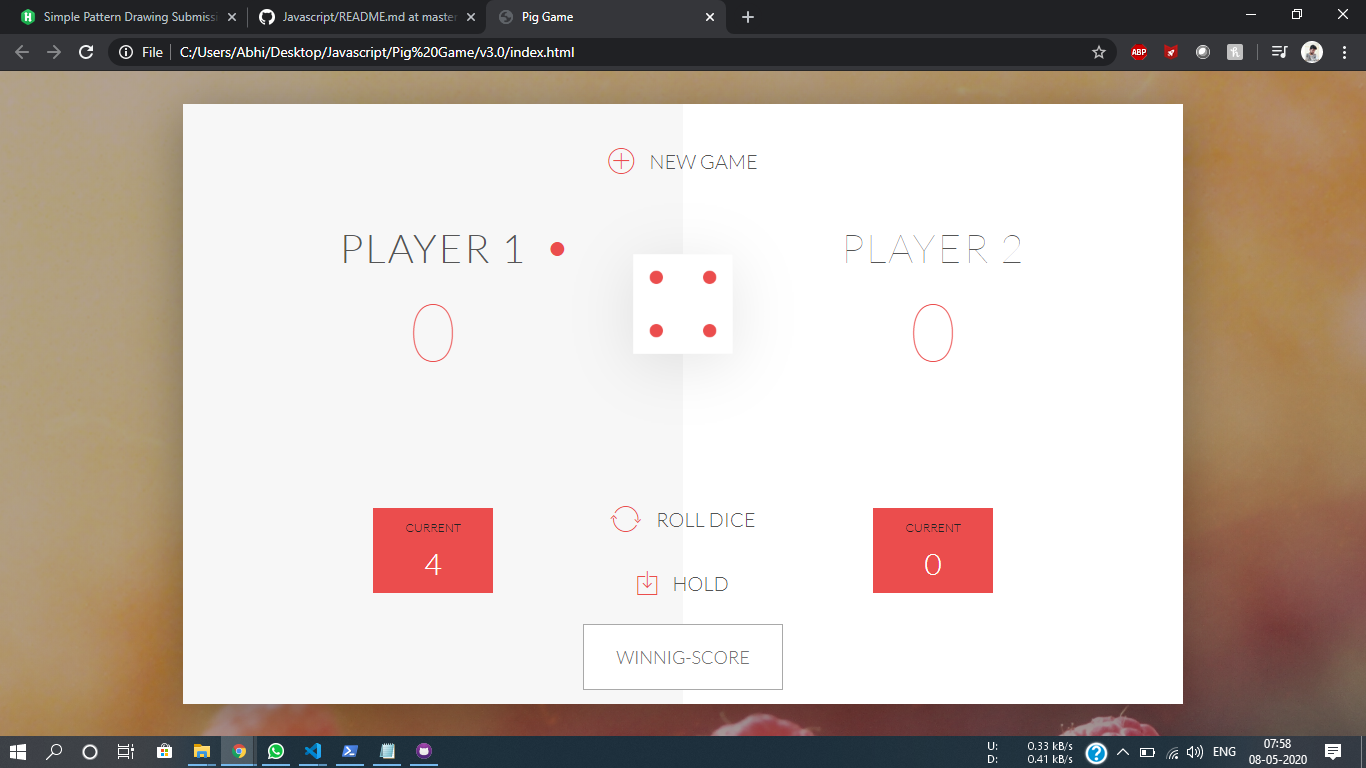 Simple Pattern Drawing Submissi
Javascript/README.md at master
Pig Game
File
C:/Users/Abhi/Desktop/Javascript/Pig%20Game/v3.0/index.html
ABP
NEW GAME
PLAYER 1
PLAYER 2
0
0
ROLL DICE
CURRENT
4
CURRENT
0
HOLD
WINNIG-SCORE
U: 0.33 kB/s
D: 0.41 kB/s
ENG
07:58
08-05-2020